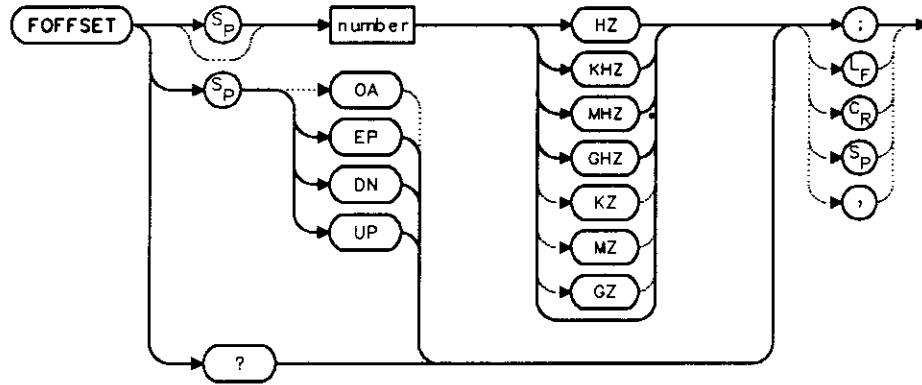 FOFFSET
SP
number
HZ
KHZ
MHZ
GHZ
KZ
MZ
GZ
SP
OA
EP
DN
UP
?
;
LF
CR
SP
,